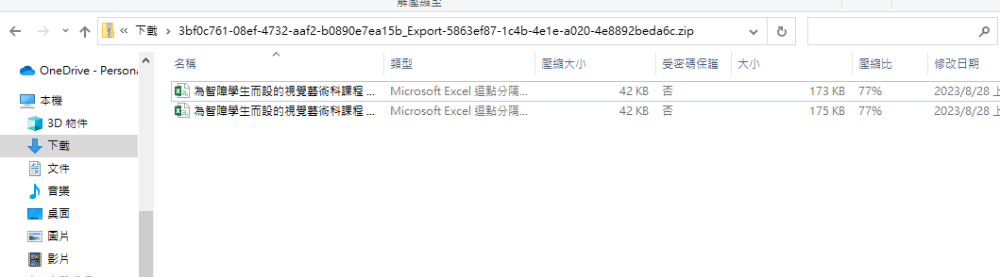 解壓縮至
« 下載 › 3bf0c761-08ef-4732-aaf2-b0890e7ea15b_Export-5863ef87-1c4b-4e1e-a020-4e8892beda6c.zip
OneDrive - Persona
本機
3D 物件
下載
文件
音樂
桌面
圖片
影片
名稱 類型 壓縮大小 受密碼保護 大小 壓縮比 修改日期
為智障學生而設的視覺藝術科課程 ... Microsoft Excel 逗點分隔... 42 KB 否 173 KB 77% 2023/8/28 上
為智障學生而設的視覺藝術科課程 ... Microsoft Excel 逗點分隔... 42 KB 否 175 KB 77% 2023/8/28 上